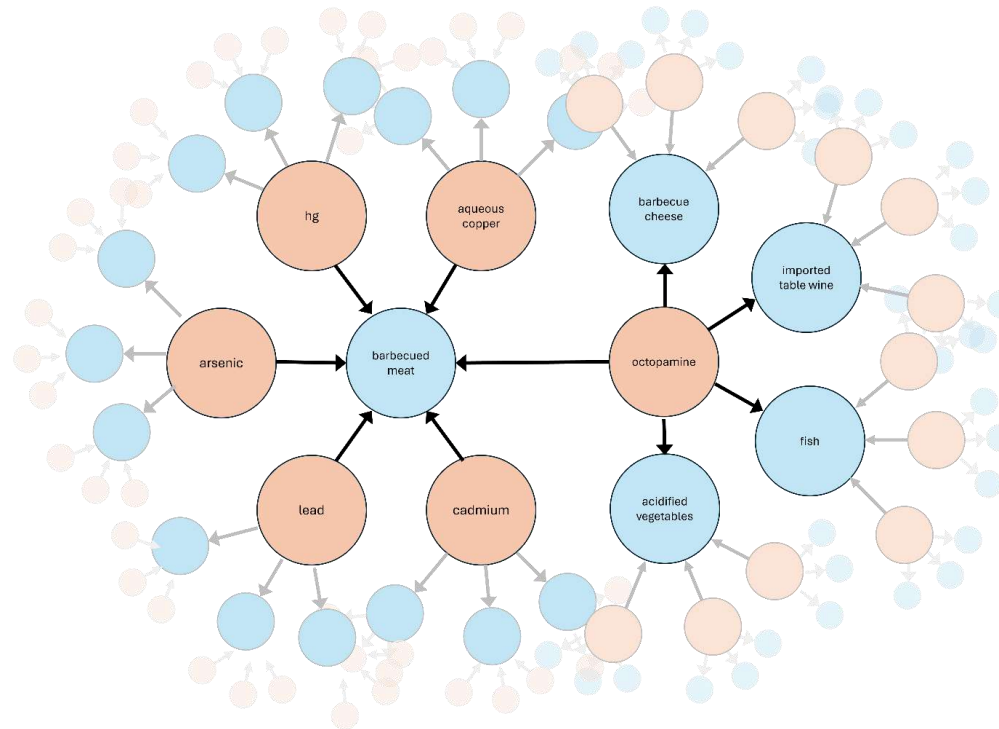 hg
aqueous
copper
barbecue
cheese
imported
table wine
arsenic
barbecued
meat
octopamine
fish
lead
cadmium
acidified
vegetables